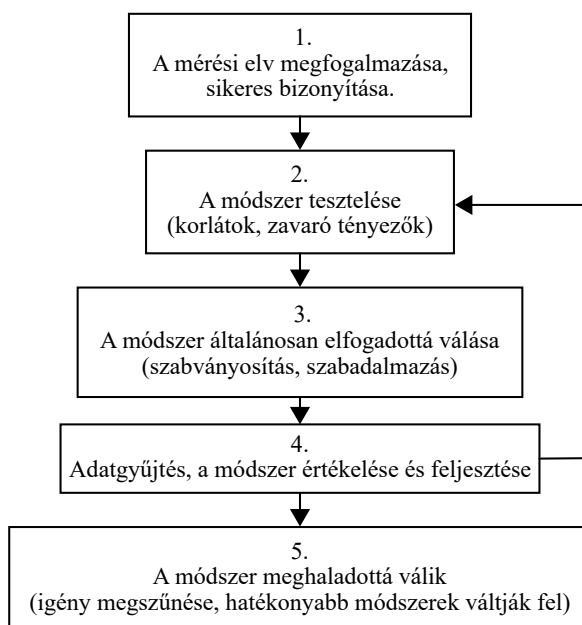 1.
A mérési elv megfogalmazása,
sikeres bizonyítása.
2.
A módszer tesztelése
(korlátok, zavaró tényezők)
3.
A módszer általánosan elfogadottá válása
(szabványosítás, szabadalmazás)
4.
Adatgyűjtés, a módszer értékelése és feljesztése
5.
A módszer meghaladottá válik
(igény megszűnése, hatékonyabb módszerek váltják fel)